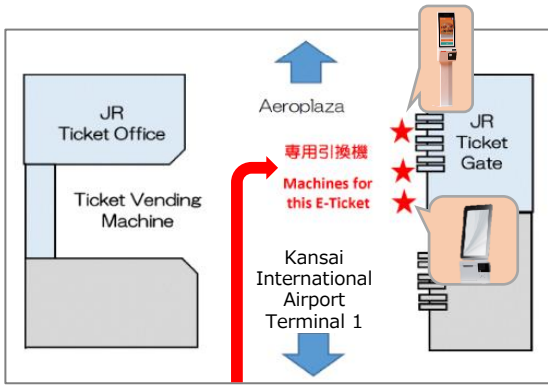 Aeroplaza
JR
Ticket Office
JR
Ticket
Gate
専用引換機
Machines for
this E-Ticket
Ticket Vending
Machine
Kansai
International
Airport
Terminal 1